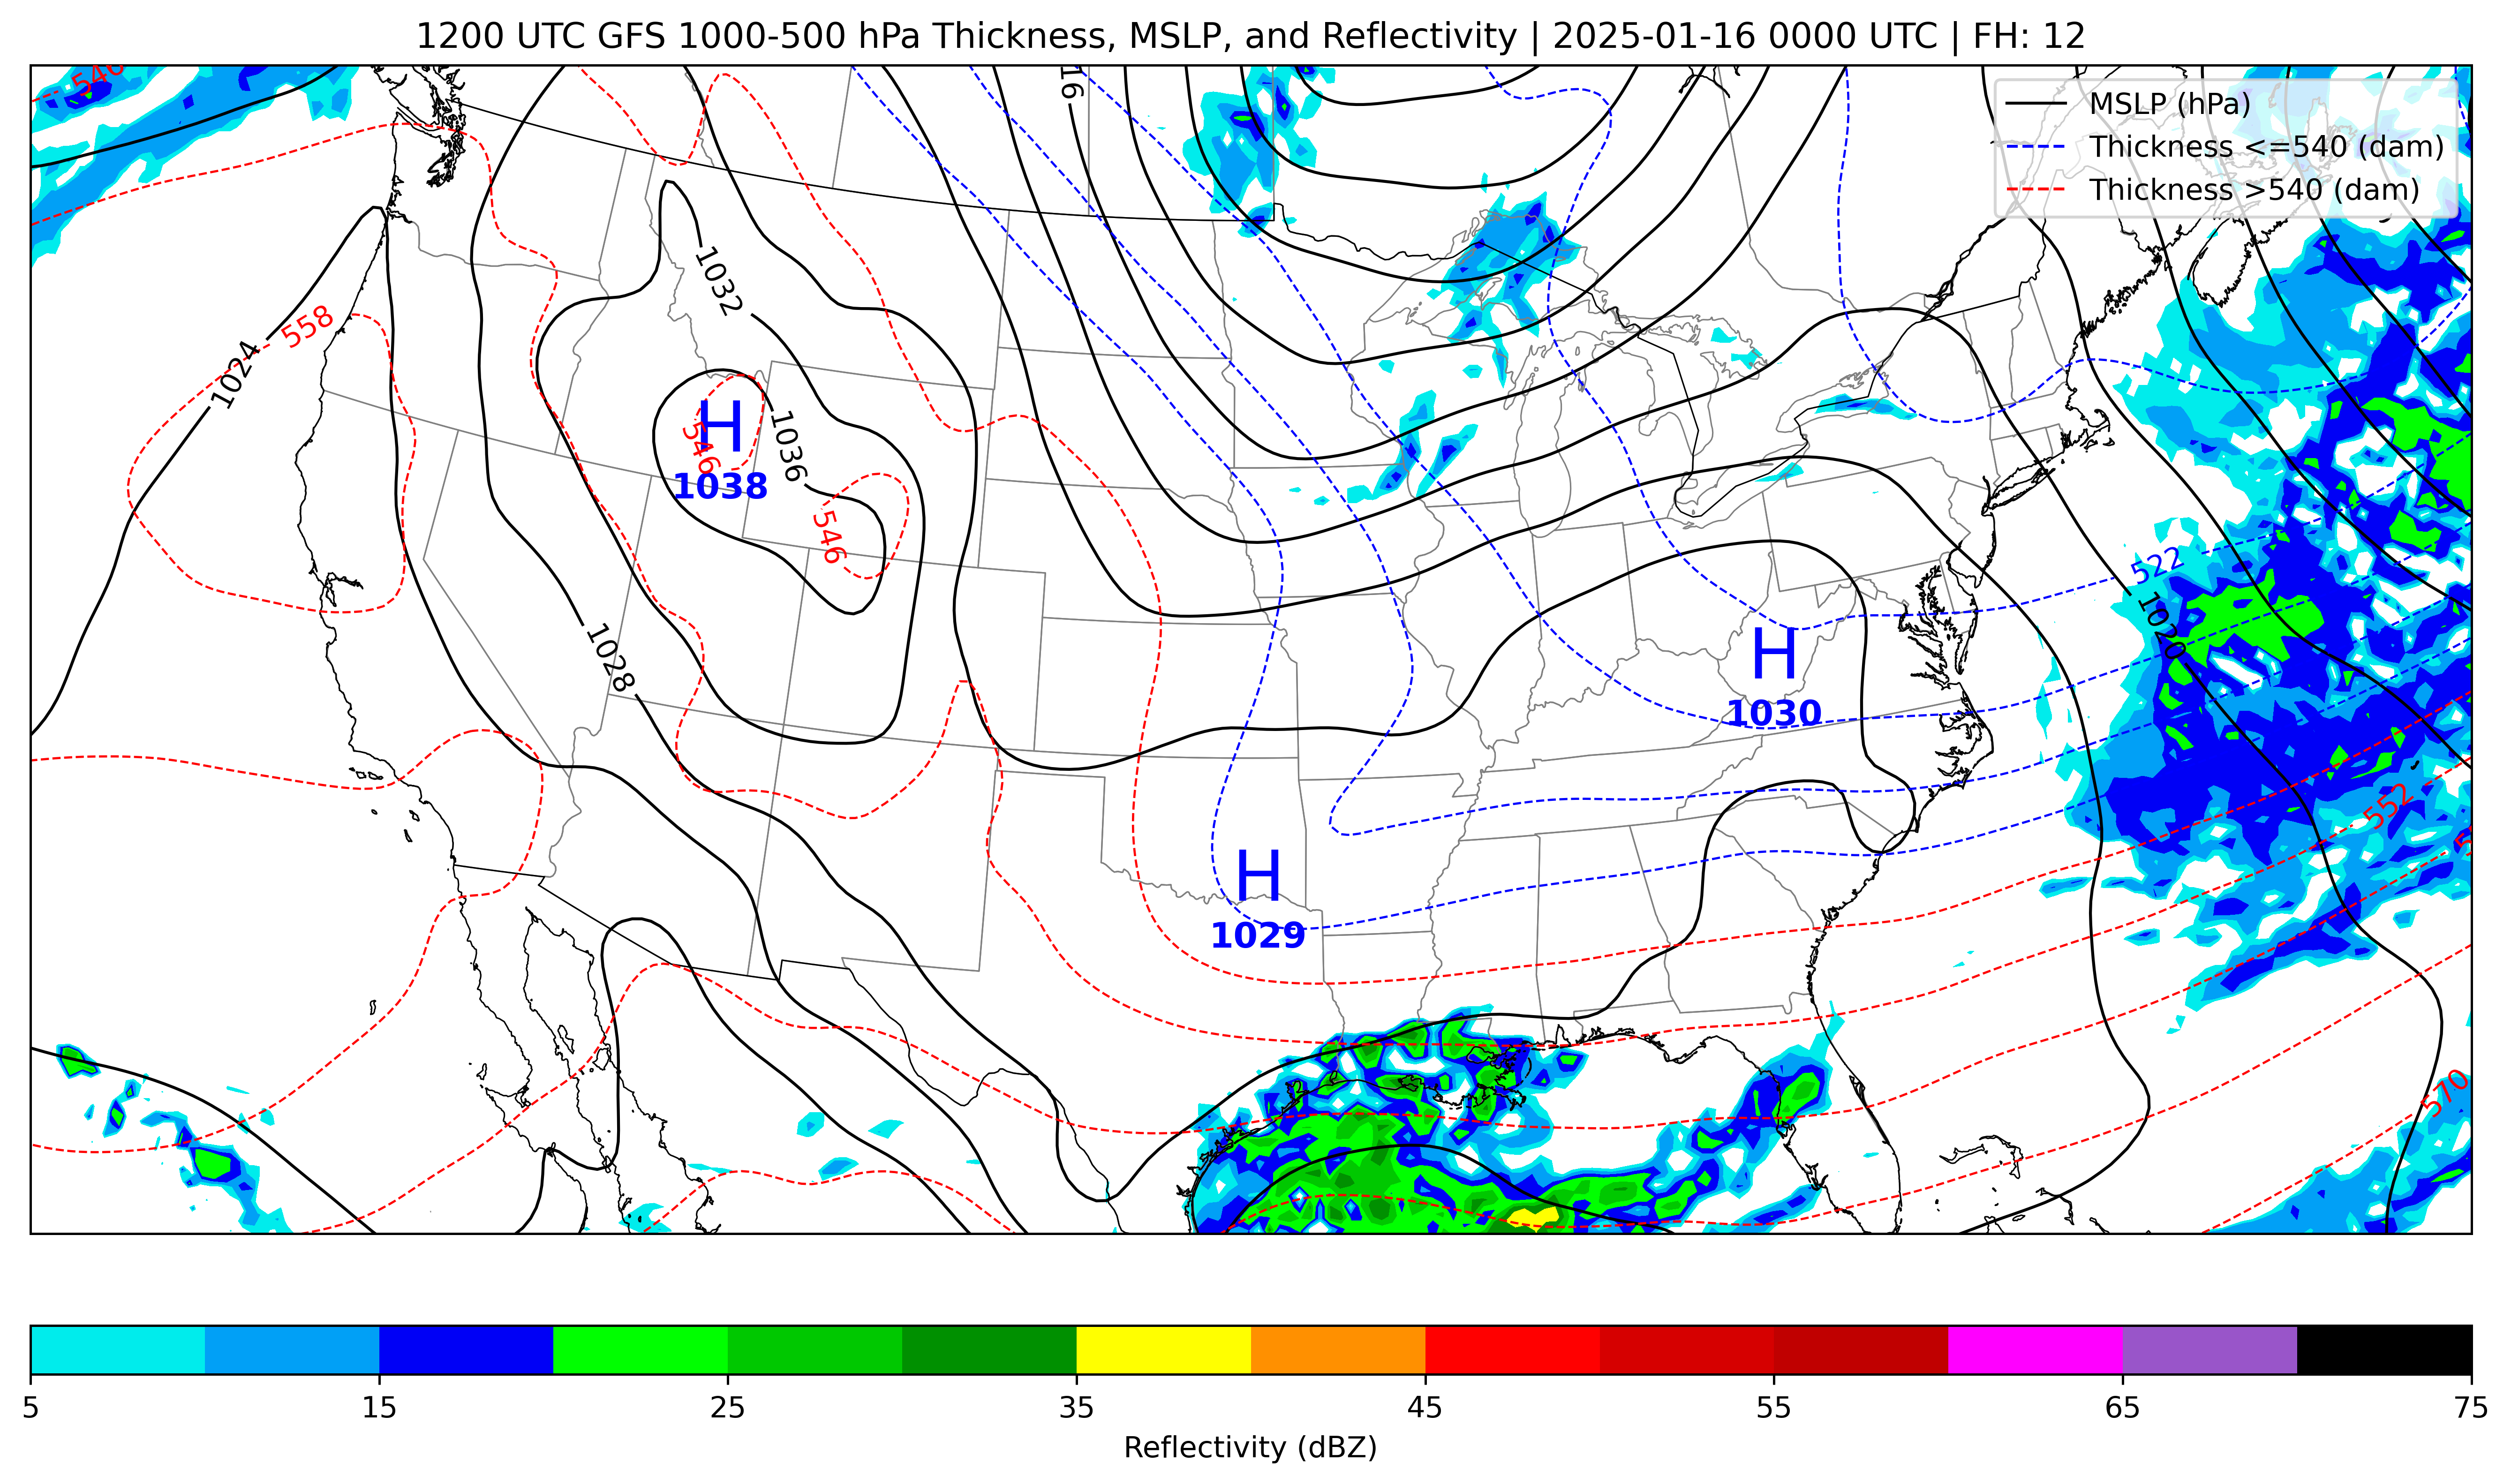 1200 UTC GFS 1000-500 hPa Thickness, MSLP, and Reflectivity | 2025-01-16 0000 UTC | FH: 12
MSLP (hPa)
Thickness <=540 (dam)
Thickness >540 (dam)
1032
558
1024
H
1038
546
1036
546
522
1020
1028
H
1030
552
H
1029
570
5 15 25 35 45 55 65 75
Reflectivity (dBZ)